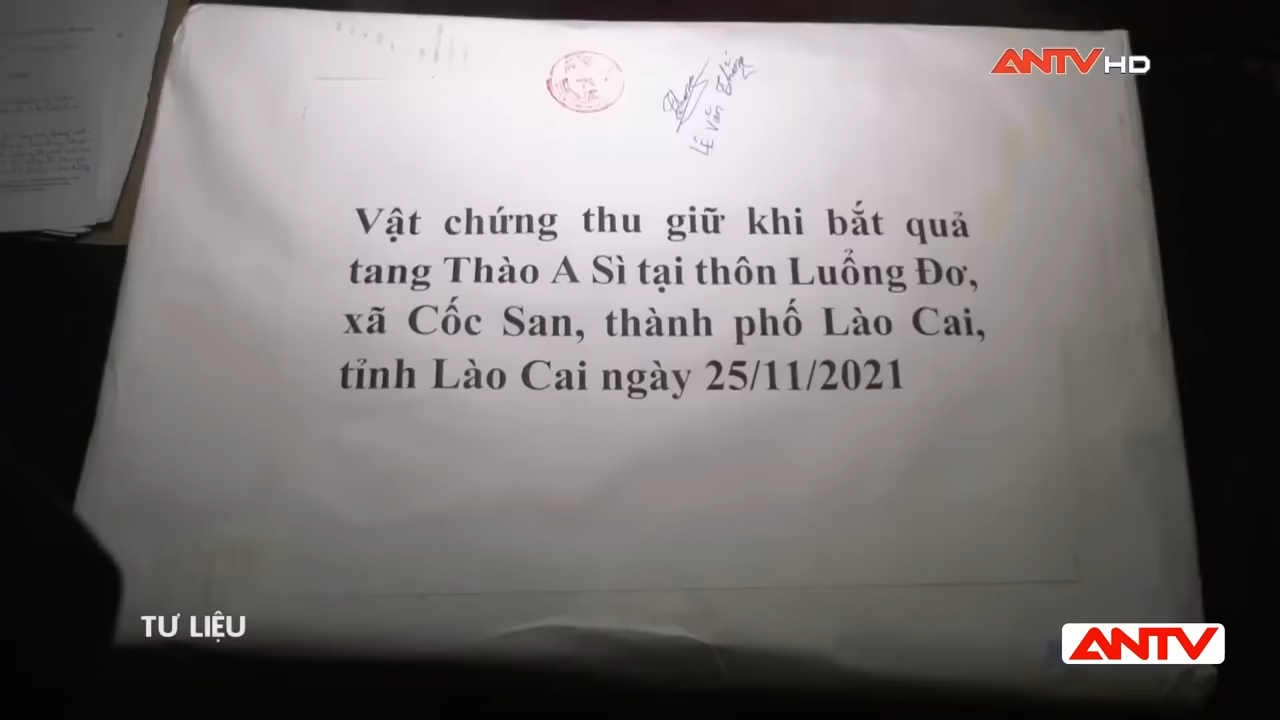 ANTV HD
Lê Văn Thắng
Vật chứng thu giữ khi bắt quả
tang Thào A Sì tại thôn Luổng Đơ,
xã Cốc San, thành phố Lào Cai,
tỉnh Lào Cai ngày 25/11/2021
TƯ LIỆU
ANTV